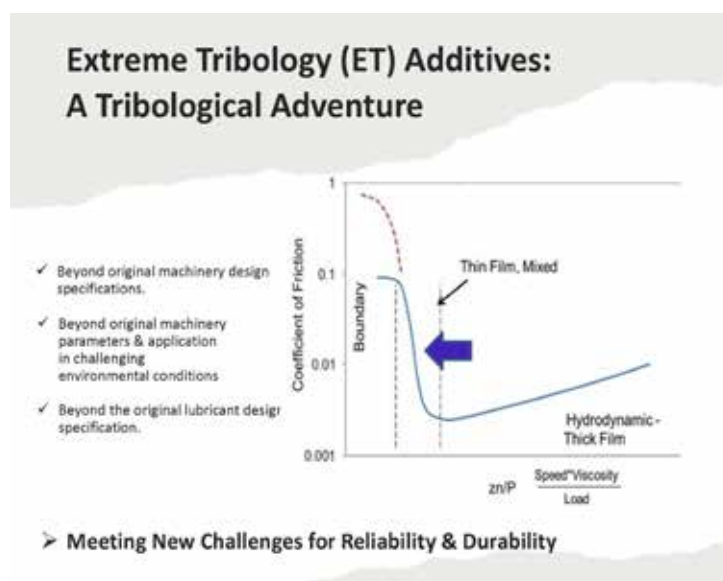 Extreme Tribology (ET) Additives:
A Tribological Adventure
✓ Beyond original machinery design
specifications.
✓ Beyond original machinery
parameters & application
in challenging
environmental conditions
✓ Beyond the original lubricant desigr
specification.
Coefficient of Friction
1
0.1
0.01
0.001
Boundary
Thin Film, Mixed
Hydrodynamic -
Thick Film
zn/P
Speed*Viscosity
Load
➢ Meeting New Challenges for Reliability & Durability